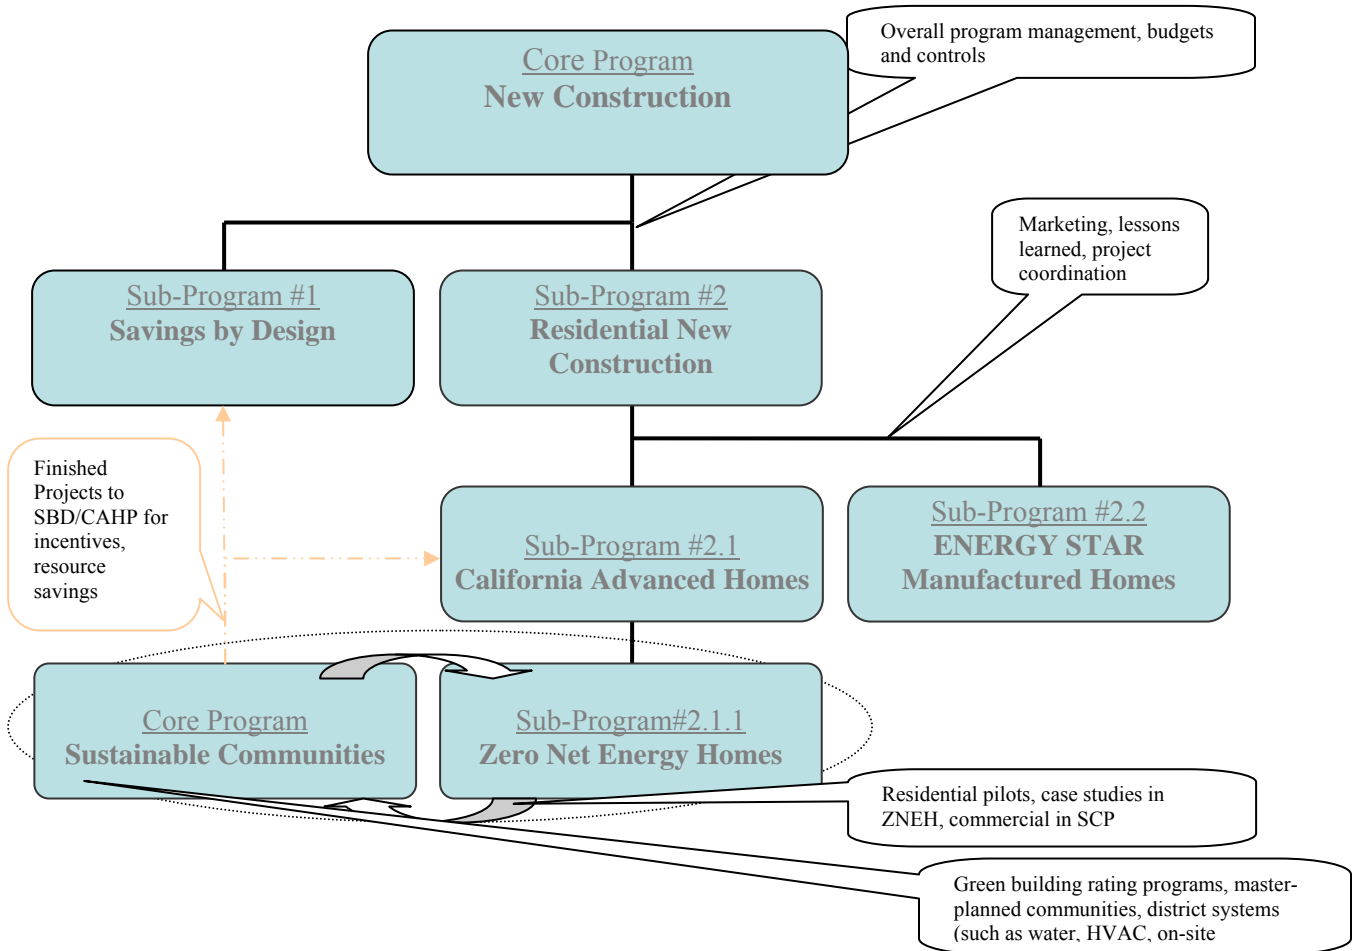 Overall program management, budgets
and controls
Core Program
New Construction
Marketing, lessons
learned, project
coordination
Sub-Program #1
Savings by Design
Sub-Program #2
Residential New
Construction
Finished
Projects to
SBD/CAHP for
incentives,
resource
savings
Sub-Program #2.1
California Advanced Homes
Sub-Program #2.2
ENERGY STAR
Manufactured Homes
Core Program
Sustainable Communities
Sub-Program#2.1.1
Zero Net Energy Homes
Residential pilots, case studies in
ZNEH, commercial in SCP
Green building rating programs, master-
planned communities, district systems
(such as water, HVAC, on-site